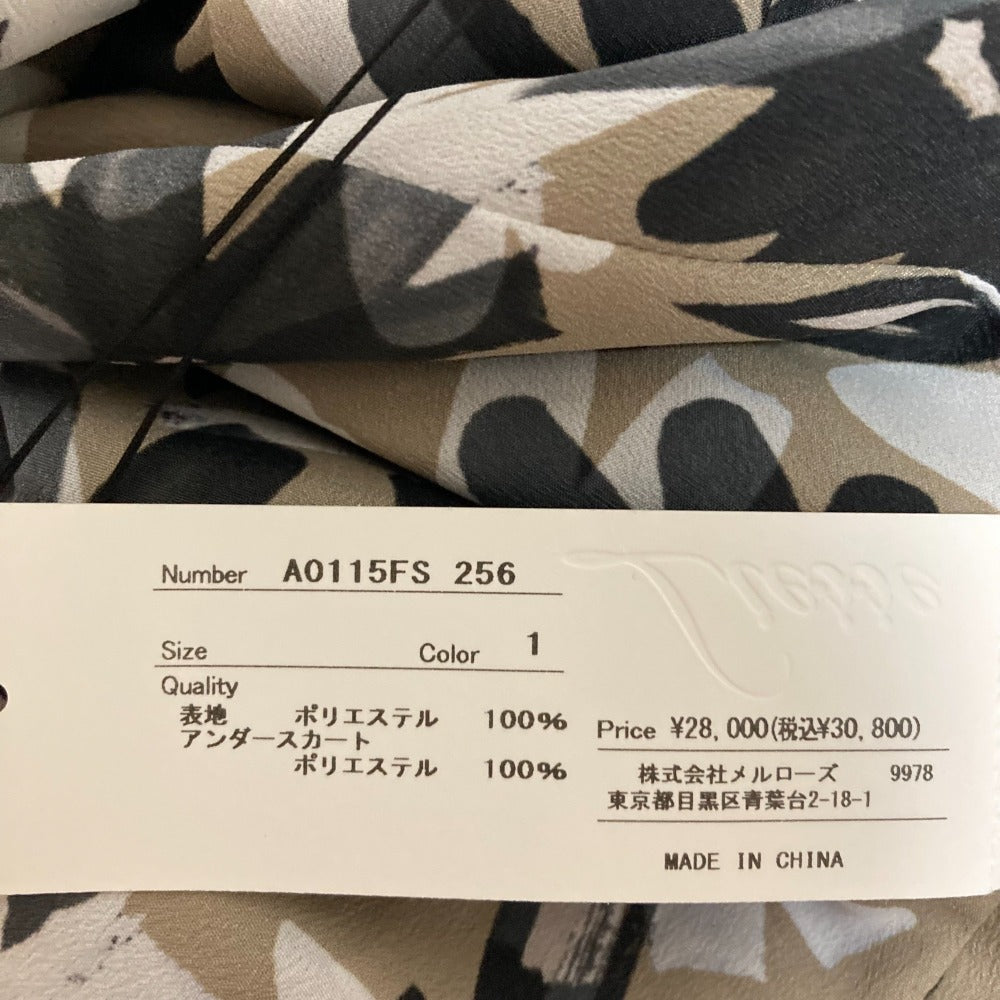 Tiesse
Number A0115FS 256
Size Color 1
Quality
表地 ポリエステル 100%
アンダースカート
ポリエステル 100%
Price ¥28,000(税込¥30,800)
株式会社メルローズ 9978
東京都目黒区青葉台2-18-1
MADE IN CHINA